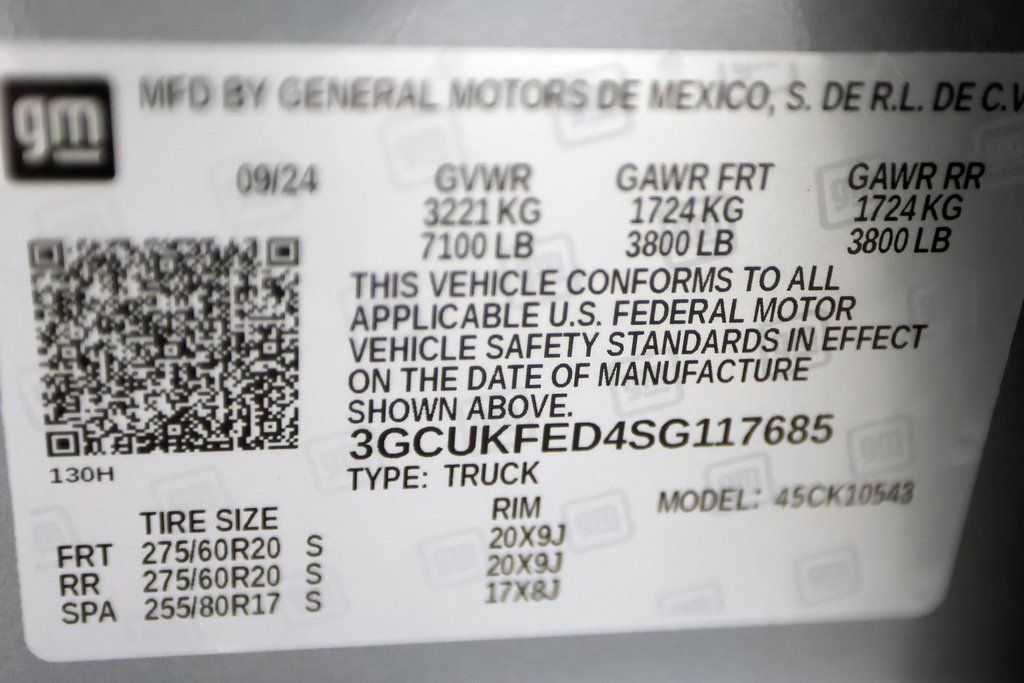 gm
MFD BY GENERAL MOTORS DE MEXICO, S. DE R.L. DE C.V
09/24 GVWR GAWR FRT GAWR RR
3221 KG 1724 KG 1724 KG
7100 LB 3800 LB 3800 LB
THIS VEHICLE CONFORMS TO ALL
APPLICABLE U.S. FEDERAL MOTOR
VEHICLE SAFETY STANDARDS IN EFFECT
ON THE DATE OF MANUFACTURE
SHOWN ABOVE.
3GCUKFED4SG117685
130H
TYPE: TRUCK
MODEL: 45CK10543
TIRE SIZE RIM
FRT 275/60R20 S 20X9J
RR 275/60R20 S 20X9J
SPA 255/80R17 S 17X8J